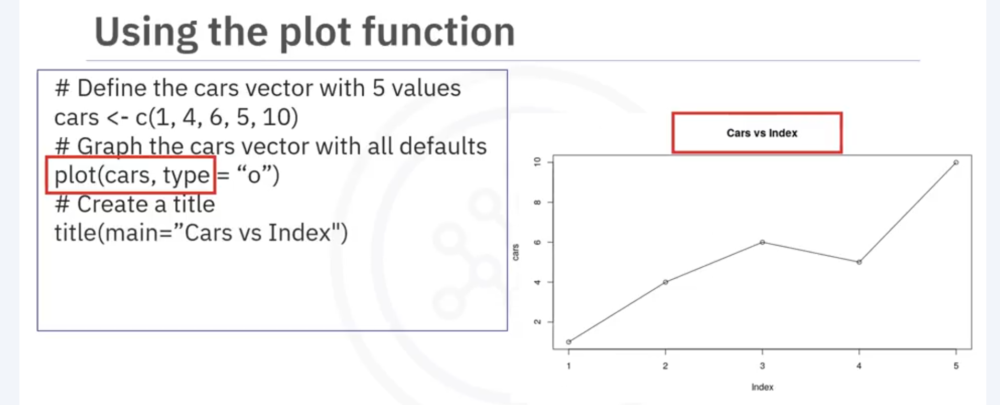 Using the plot function
# Define the cars vector with 5 values
cars <- c(1, 4, 6, 5, 10)
# Graph the cars vector with all defaults
plot(cars, type = “o”)
# Create a title
title(main=”Cars vs Index")
Cars vs Index
10
8
6
4
2
cars
1 2 3 4 5
Index